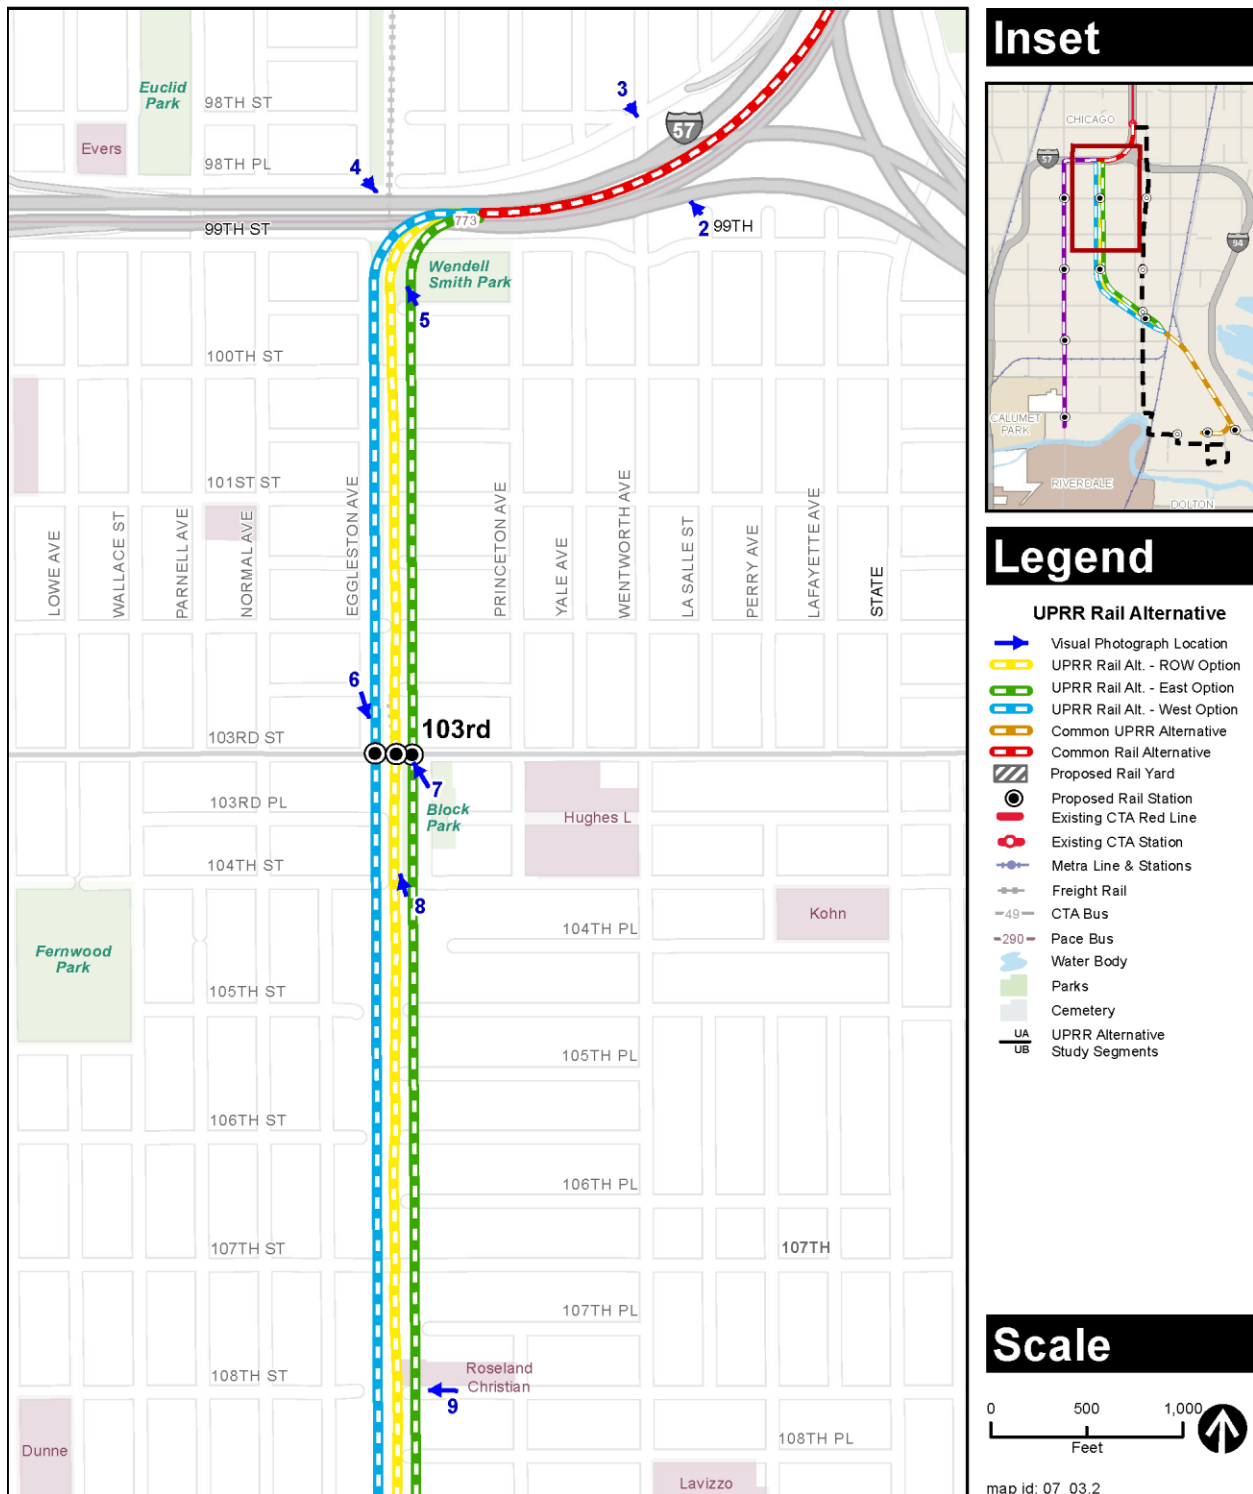 Euclid
Park
98TH ST
Evers
98TH PL
3
57
4
2
99TH
99TH ST
773
Wendell
Smith Park
5
100TH ST
101ST ST
LOWE AVE
WALLACE ST
PARNELL AVE
NORMAL AVE
EGGLESTON AVE
PRINCETON AVE
YALE AVE
WENTWORTH AVE
LA SALLE ST
PERRY AVE
LAFAYETTE AVE
STATE
6
103RD ST
103rd
7
103RD PL
Block
Park
Hughes L
104TH ST
8
Kohn
104TH PL
Fernwood
Park
105TH ST
105TH PL
106TH ST
106TH PL
107TH ST
107TH
107TH PL
108TH ST
Roseland
Christian
9
Dunne
108TH PL
Lavizzo
Inset
CHICAGO
57
94
CALUMET
PARK
RIVERDALE
DOLTON
Legend
UPRR Rail Alternative
Visual Photograph Location
UPRR Rail Alt. - ROW Option
UPRR Rail Alt. - East Option
UPRR Rail Alt. - West Option
Common UPRR Alternative
Common Rail Alternative
Proposed Rail Yard
Proposed Rail Station
Existing CTA Red Line
Existing CTA Station
Metra Line & Stations
Freight Rail
49 CTA Bus
290 Pace Bus
Water Body
Parks
Cemetery
UA UPRR Alternative
UB Study Segments
Scale
0 500 1,000
Feet
map id: 07_03.2